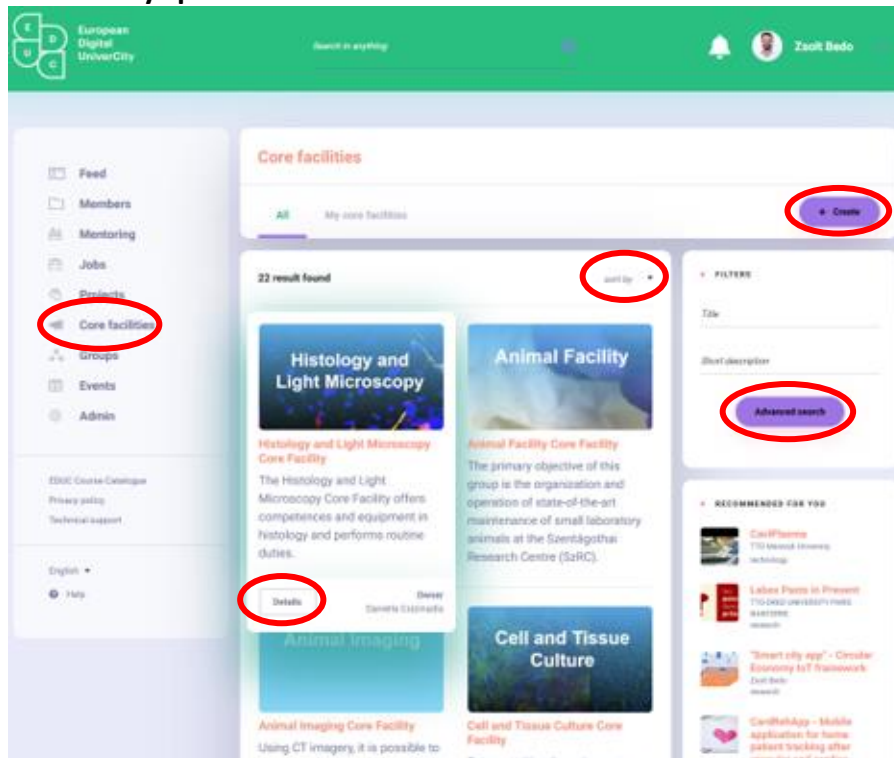 European
Digital
UniverCity
E
D
U
C
Search in anything
Zsolt Bedo
Feed
Members
Mentoring
Jobs
Projects
Core facilities
Groups
Events
Admin
EDUC Course Catalogue
Privacy policy
Technical support
English
Help
Core facilities
All
My core facilities
+ Create
22 result found
sort by
Histology and
Light Microscopy
Histology and Light Microscopy
Core Facility
The Histology and Light
Microscopy Core Facility offers
competences and equipment in
histology and performs routine
duties.
Details
Owner
Animal Facility
Animal Facility Core Facility
The primary objective of this
group is the organization and
operation of state-of-the-art
maintenance of small laboratory
animals at the Szentágothai
Research Centre (SzRC).
Animal Imaging
Animal Imaging Core Facility
Using CT imagery, it is possible to
Cell and Tissue
Culture
Cell and Tissue Culture Core
Facility
FILTERS
Title
Short description
Advanced search
RECOMMENDED FOR YOU
technology
Labex Pasts in Present
research
"Smart city app" - Circular
Economy IoT framework
Zsolt Bedo
research
CardRehApp - Mobile
application for home
patient tracking after